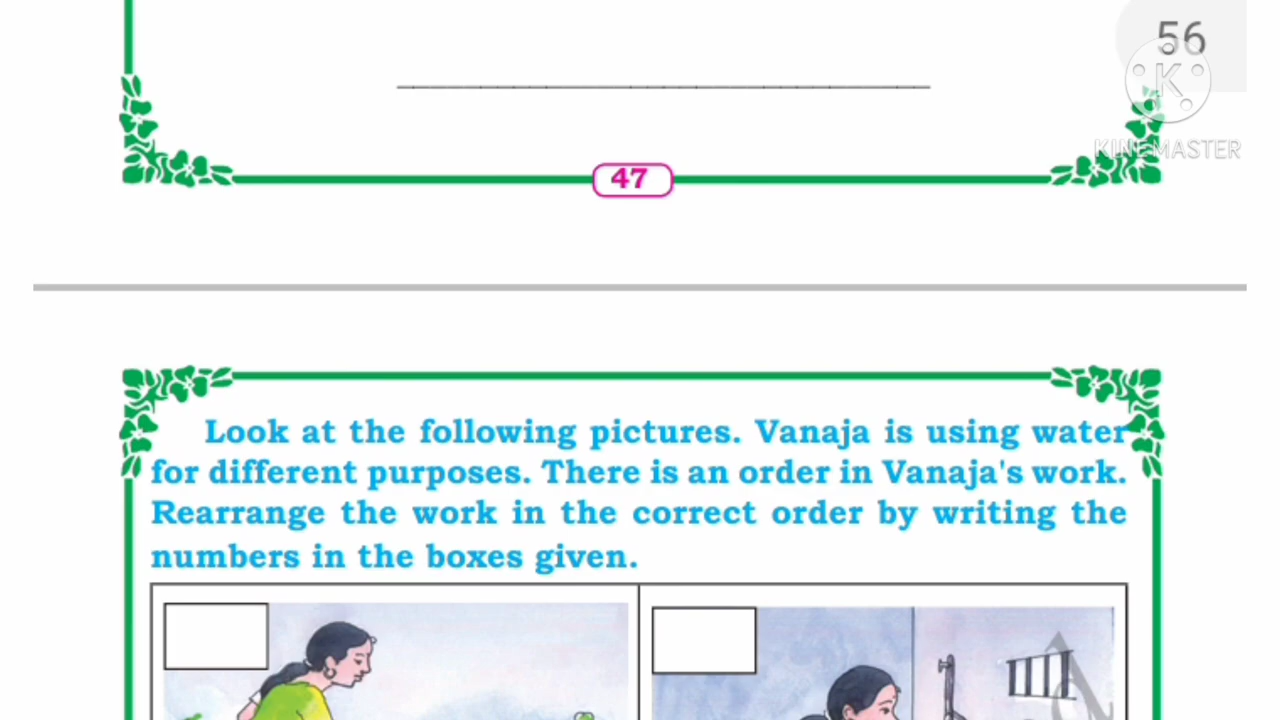 56
K
KINEMASTER
47
Look at the following pictures. Vanaja is using water
for different purposes. There is an order in Vanaja's work.
Rearrange the work in the correct order by writing the
numbers in the boxes given.